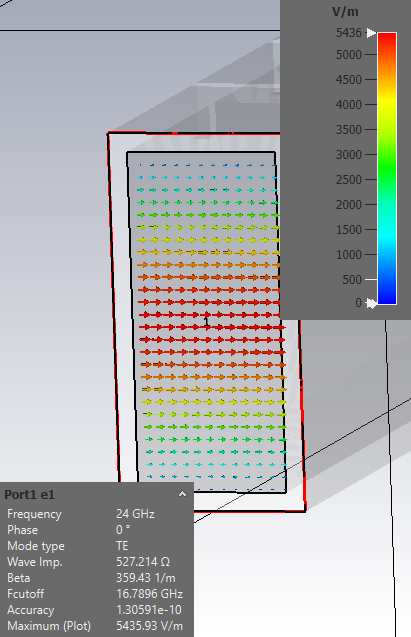 V/m
5436
5000
4500
4000
3500
3000
2500
2000
1500
1000
500
0
1
Port1 e1
Frequency 24 GHz
Phase 0 °
Mode type TE
Wave Imp. 527.214 Ω
Beta 359.43 1/m
Fcutoff 16.7896 GHz
Accuracy 1.30591e-10
Maximum (Plot) 5435.93 V/m